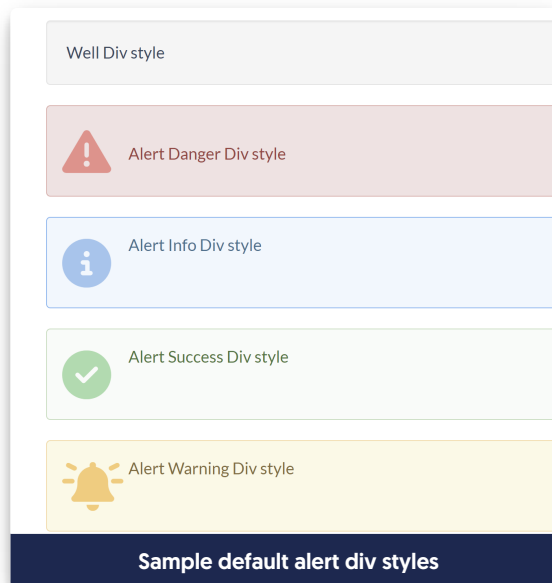 Well Div style
Alert Danger Div style
Alert Info Div style
Alert Success Div style
Alert Warning Div style
Sample default alert div styles